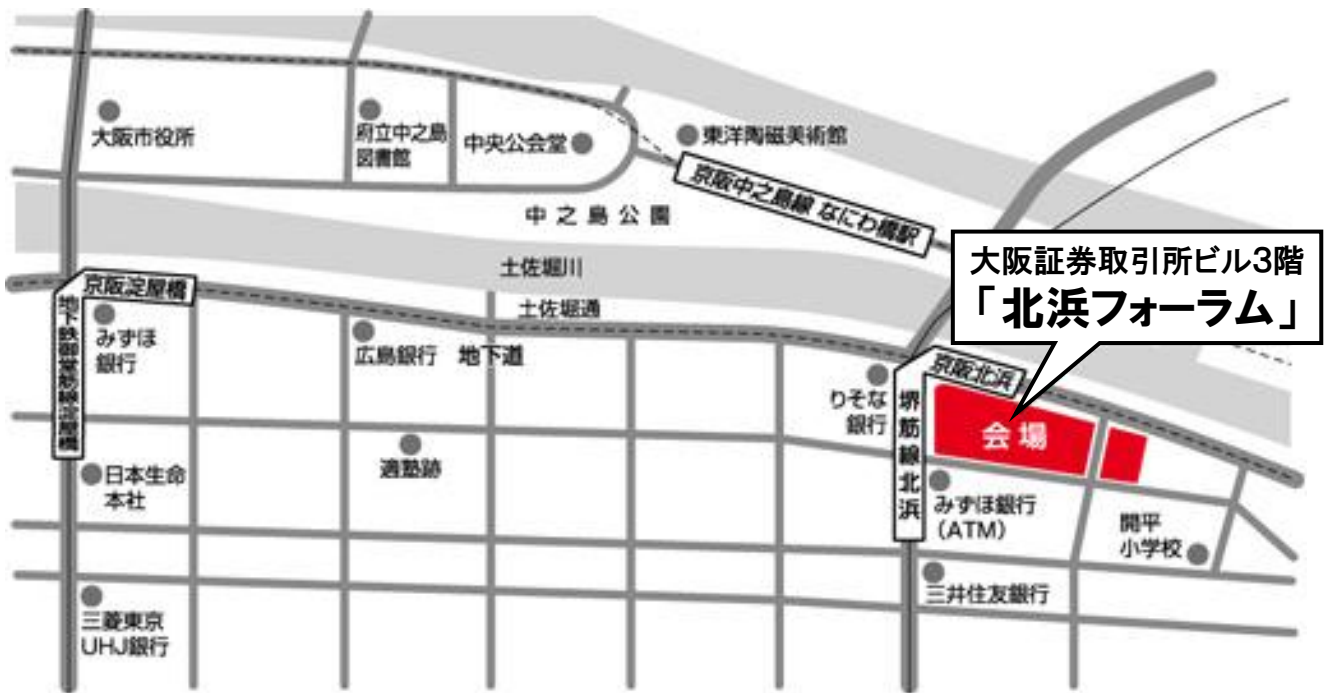 大阪市役所
府立中之島
図書館
中央公会堂
東洋陶磁美術館
京阪中之島線 なにわ橋駅
中之島公園
大阪証券取引所ビル3階
「北浜フォーラム」
土佐堀川
土佐堀通
京阪淀屋橋
地下鉄御堂筋線淀屋橋
みずほ
銀行
広島銀行
地下道
りそな
銀行
京阪北浜
堺筋線北浜
会場
日本生命
本社
適塾跡
みずほ銀行
(ATM)
開平
小学校
三菱東京
UHJ銀行
三井住友銀行